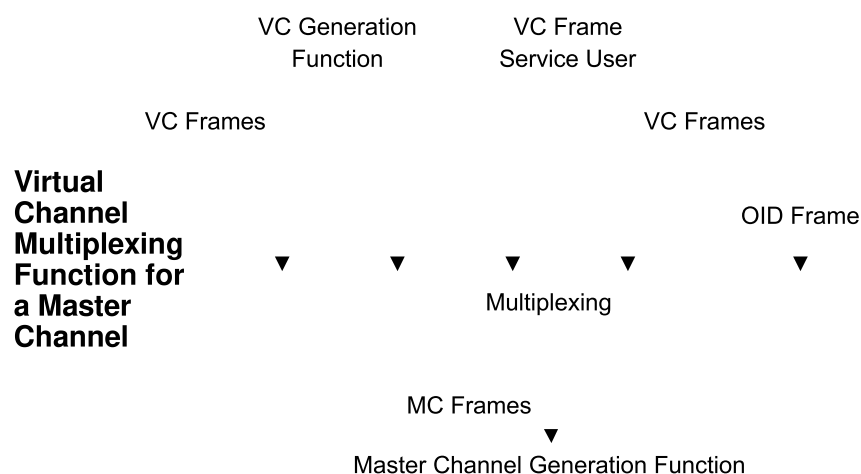 VC Generation
Function
VC Frame
Service User
VC Frames
VC Frames
Virtual
Channel
Multiplexing
Function for
a Master
Channel
OID Frame
Multiplexing
MC Frames
Master Channel Generation Function